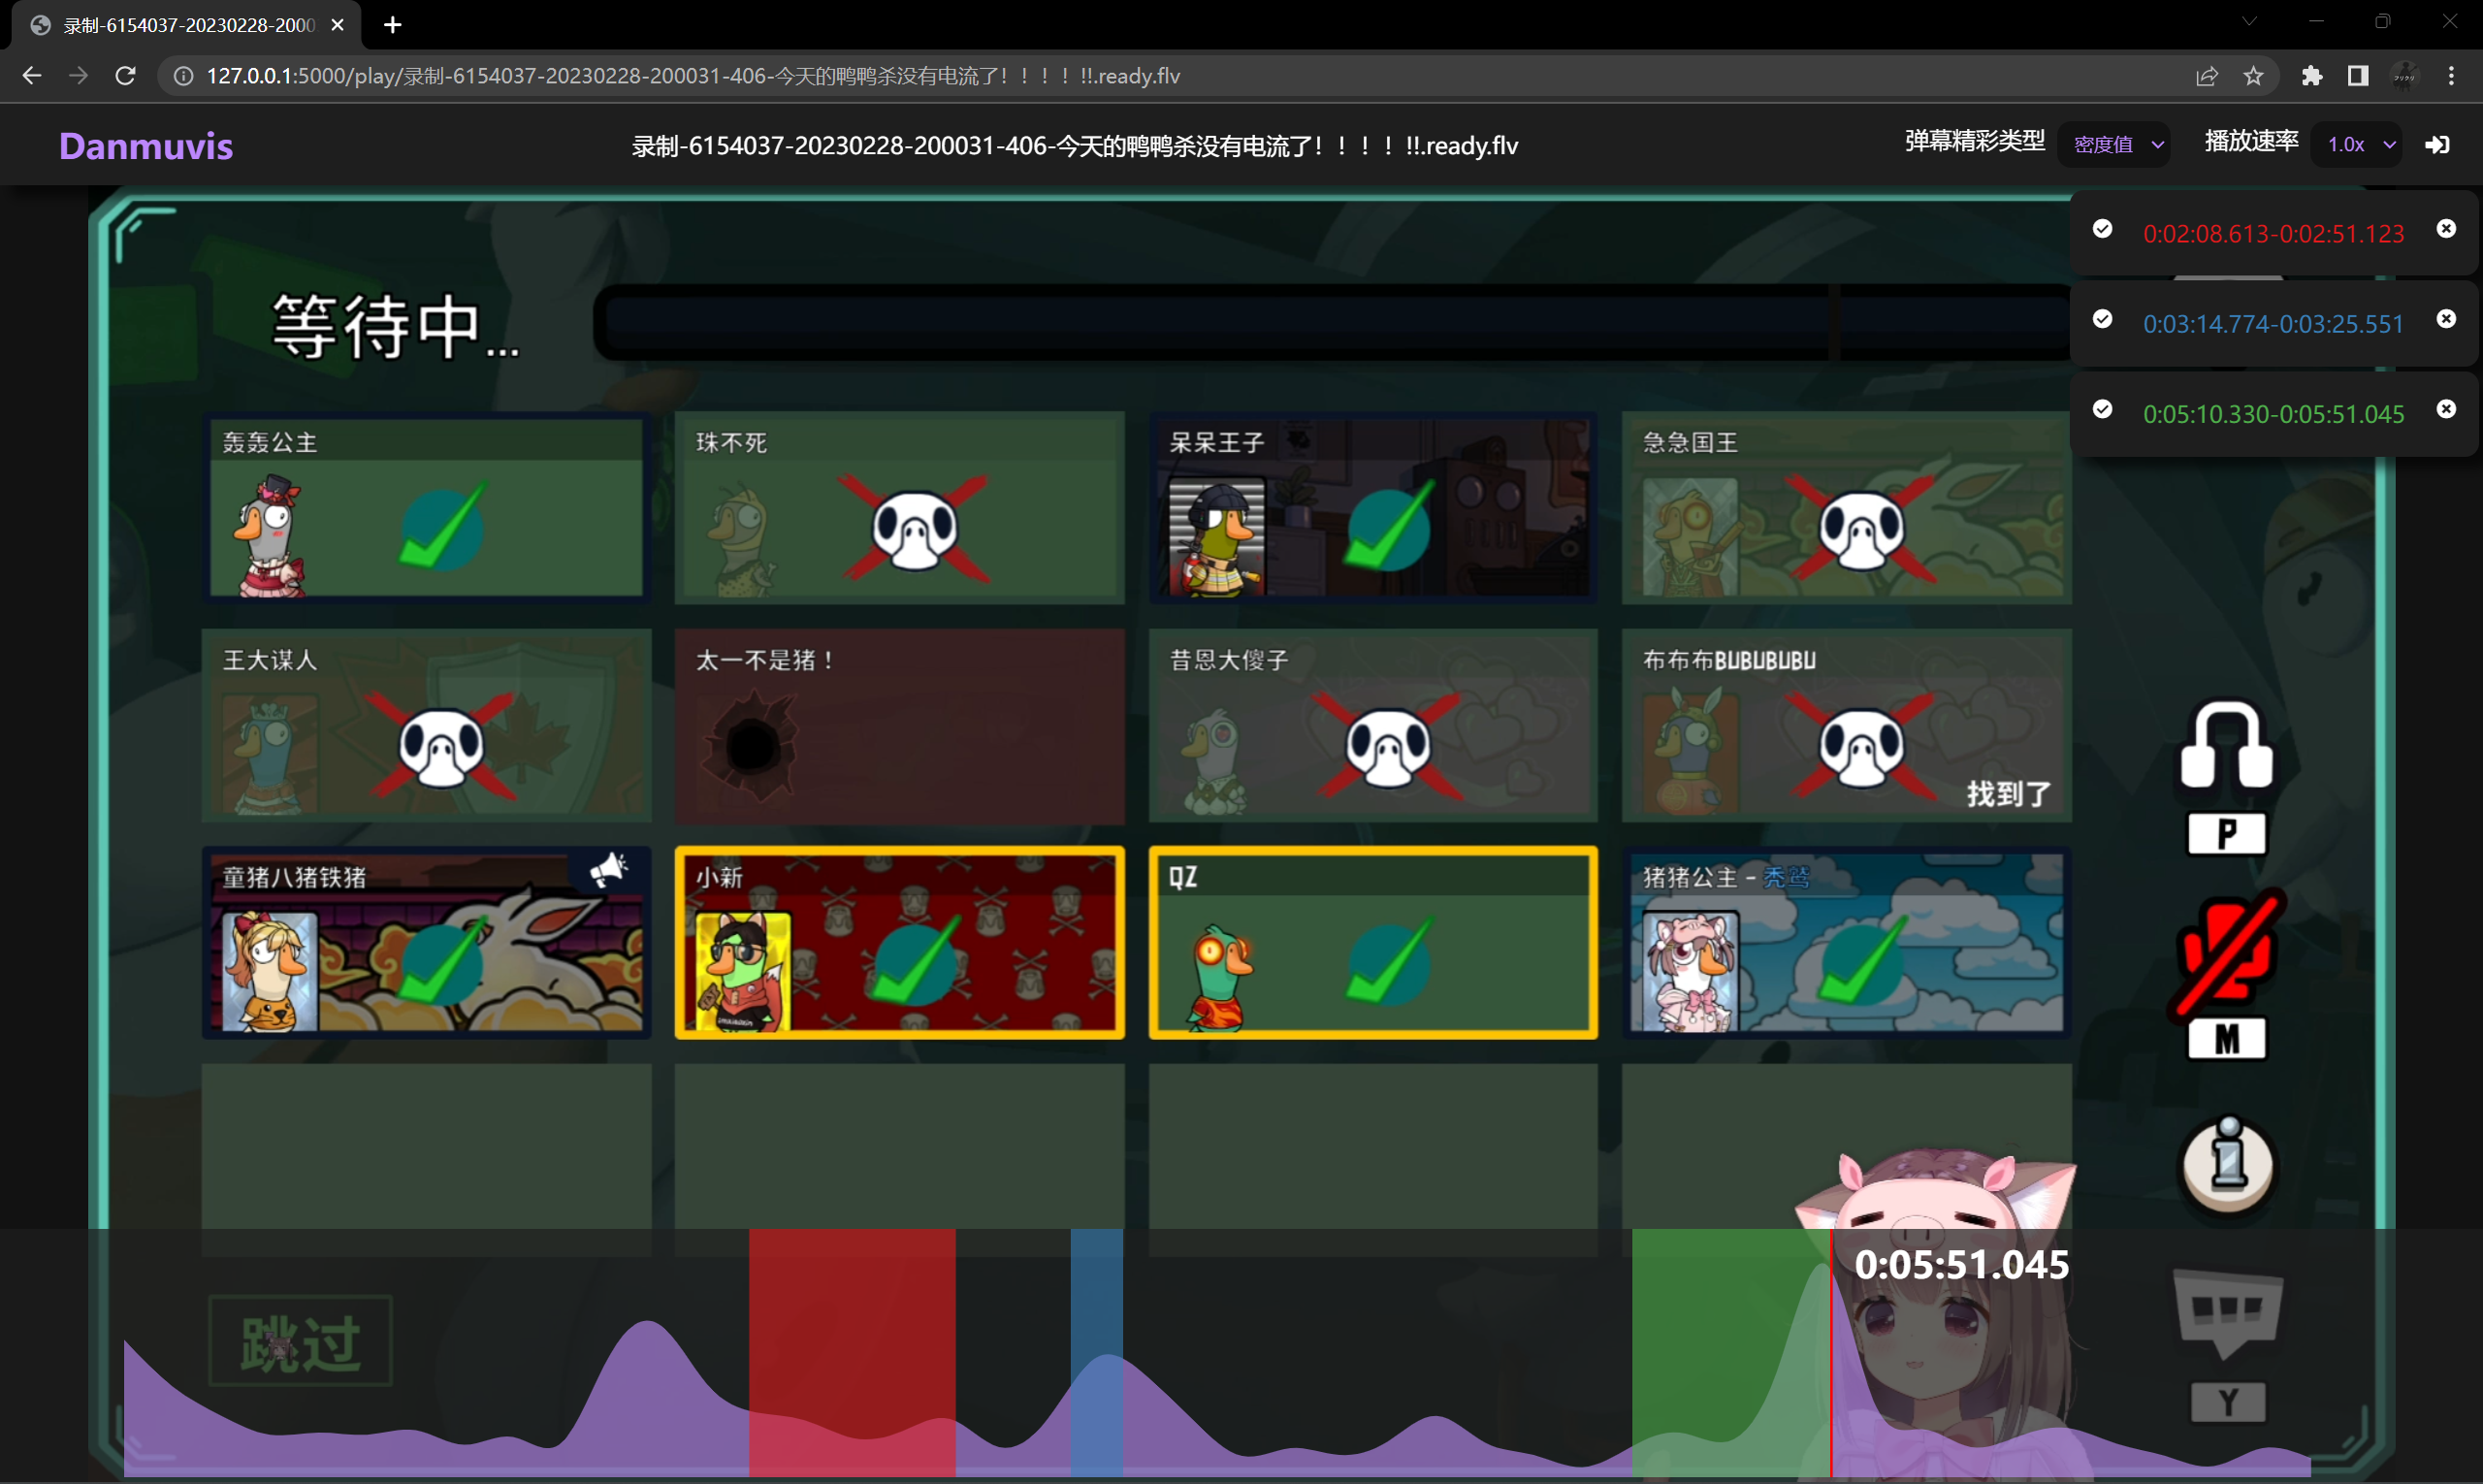 录制-6154037-20230228-2000
127.0.0.1:5000/play/录制-6154037-20230228-200031-406-今天的鸭鸭杀没有电流了！！！！!!.ready.flv
Danmuvis
录制-6154037-20230228-200031-406-今天的鸭鸭杀没有电流了！！！！!!.ready.flv
弹幕精彩类型 密度值 播放速率 1.0x
0:02:08.613-0:02:51.123
0:03:14.774-0:03:25.551
0:05:10.330-0:05:51.045
等待中...
轰轰公主 珠不死 呆呆王子 急急国王
王大谋人 太一不是猪！ 昔恩大傻子 布布布BUBUBUBU
找到了
P
童猪八猪铁猪 小新 QZ 猪猪公主 - 秃鹫
M
0:05:51.045
跳过
Y